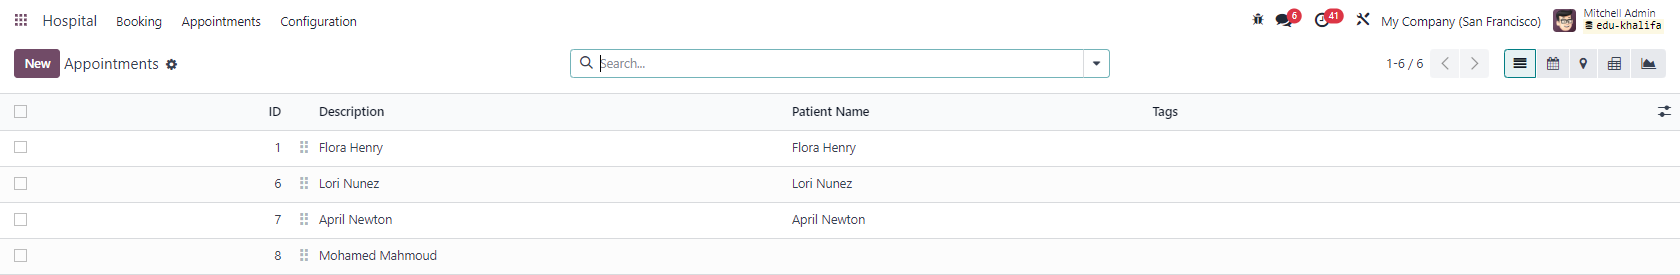 Hospital Booking Appointments Configuration 6 41 My Company (San Francisco) Mitchell Admin
edu-khalifa
New Appointments Search... 1-6 / 6
ID Description Patient Name Tags
1 Flora Henry Flora Henry
6 Lori Nunez Lori Nunez
7 April Newton April Newton
8 Mohamed Mahmoud